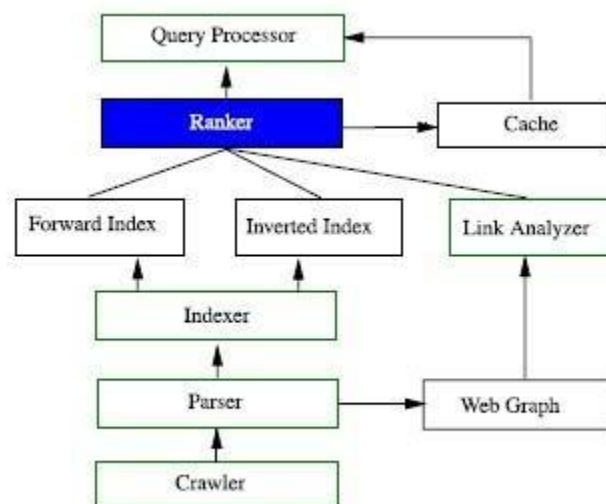 Query Processor
Ranker
Cache
Forward Index
Inverted Index
Link Analyzer
Indexer
Parser
Web Graph
Crawler